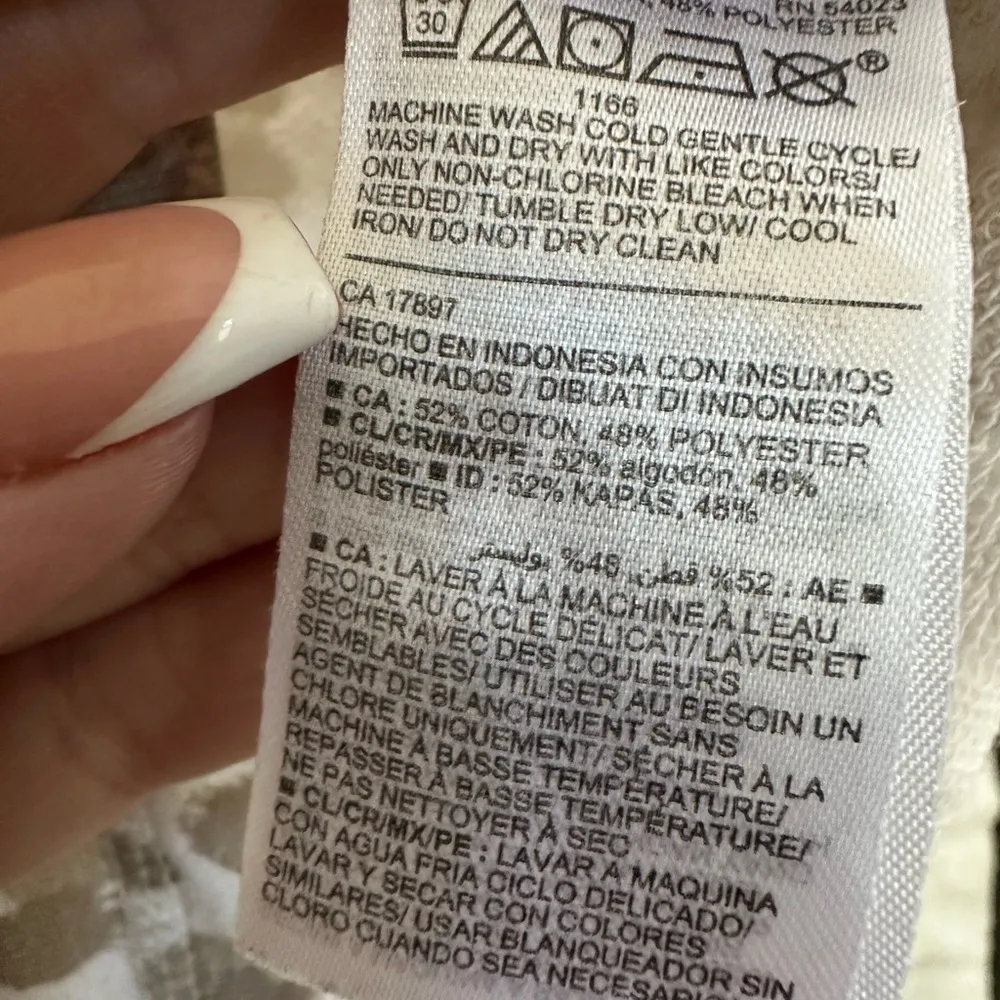 RN 54023
48% POLYESTER
30
®
1166
MACHINE WASH COLD GENTLE CYCLE/
WASH AND DRY WITH LIKE COLORS/
ONLY NON-CHLORINE BLEACH WHEN
NEEDED/ TUMBLE DRY LOW/ COOL
IRON/ DO NOT DRY CLEAN
CA 17897
HECHO EN INDONESIA CON INSUMOS
IMPORTADOS / DIBUAT DI INDONESIA
■ CA : 52% COTON, 48% POLYESTER
■ CL/CR/MX/PE : 52% algodón, 48%
poliéster ■ ID : 52% KAPAS, 48%
POLISTER
■ AE : 52% قطن, 48% بوليستر
■ CA : LAVER À LA MACHINE À L'EAU
FROIDE AU CYCLE DÉLICAT/ LAVER ET
SÉCHER AVEC DES COULEURS
SEMBLABLES/ UTILISER AU BESOIN UN
AGENT DE BLANCHIMENT SANS
CHLORE UNIQUEMENT/ SÉCHER À LA
MACHINE À BASSE TEMPÉRATURE/
REPASSER À BASSE TEMPÉRATURE/
NE PAS NETTOYER À SEC
■ CL/CR/MX/PE : LAVAR A MAQUINA
CON AGUA FRIA CICLO DELICADO/
LAVAR Y SECAR CON COLORES
SIMILARES/ USAR BLANQUEADOR SIN
CLORO CUANDO SEA NECESARIO/